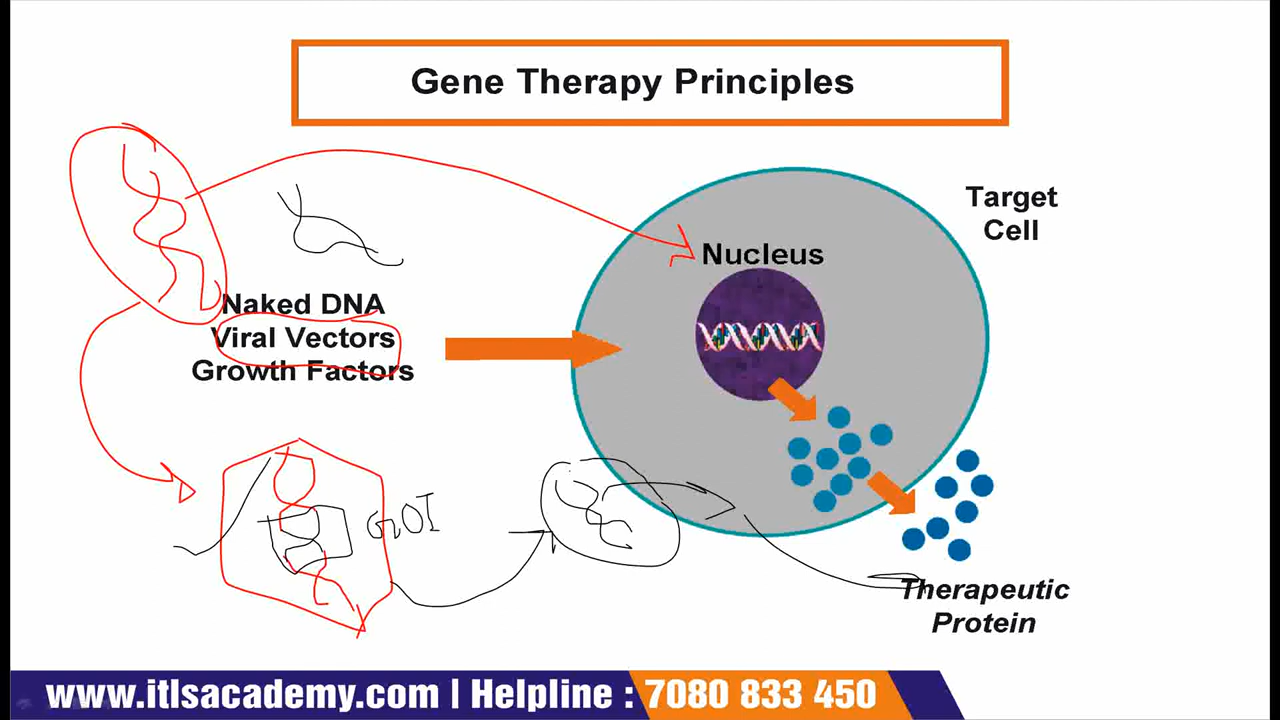 Gene Therapy Principles
Target
Cell
Nucleus
Naked DNA
Viral Vectors
Growth Factors
GOI
Therapeutic
Protein
www.itlsacademy.com | Helpline : 7080 833 450